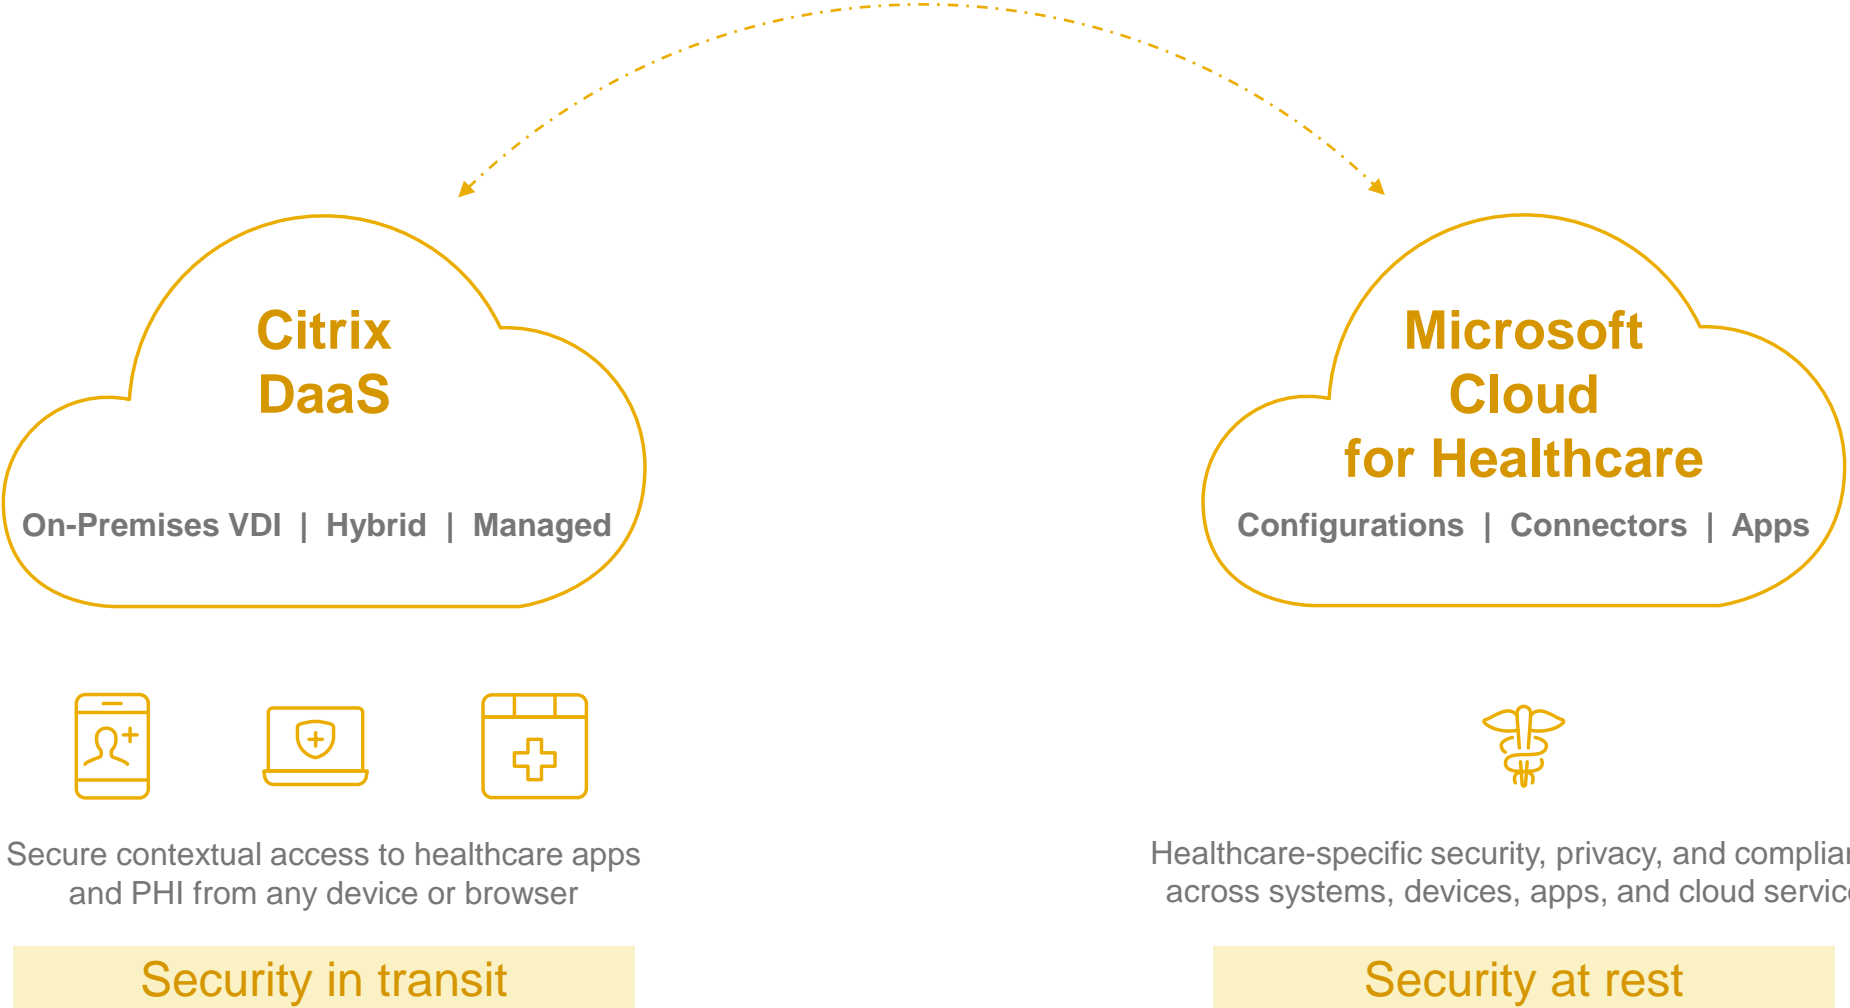 Citrix
DaaS
On-Premises VDI | Hybrid | Managed
Secure contextual access to healthcare apps
and PHI from any device or browser
Security in transit
Microsoft
Cloud
for Healthcare
Configurations | Connectors | Apps
Healthcare-specific security, privacy, and
across systems, devices, apps, and cloud
Security at rest